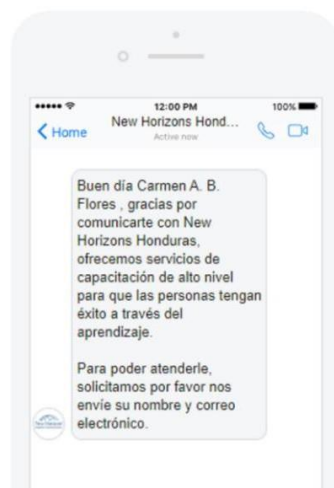 12:00 PM
100%
Home
New Horizons Hond...
Active now
Buen día Carmen A. B.
Flores , gracias por
comunicarte con New
Horizons Honduras,
ofrecemos servicios de
capacitación de alto nivel
para que las personas tengan
éxito a través del
aprendizaje.
Para poder atenderle,
solicitamos por favor nos
envíe su nombre y correo
electrónico.